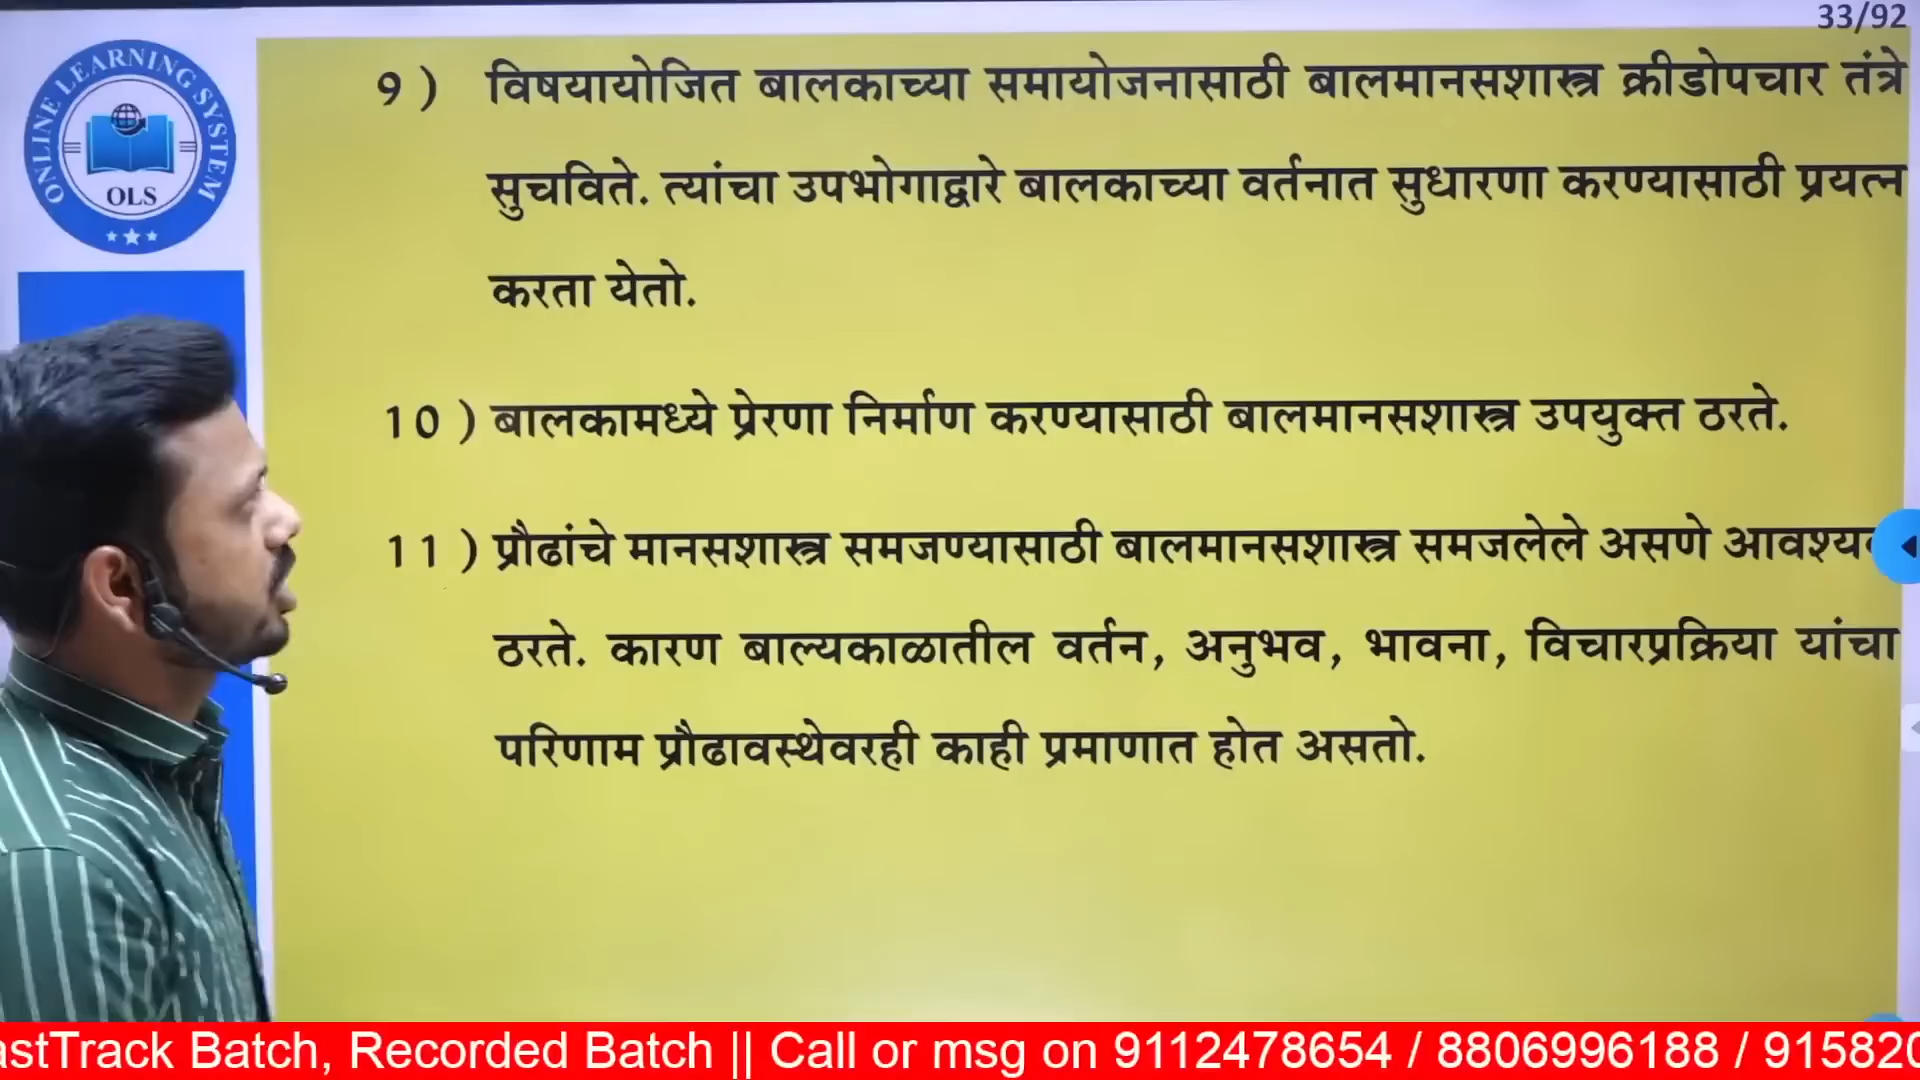 33/92
ONLINE LEARNING SYSTEM
OLS
9 ) विषयायोजित बालकाच्या समायोजनासाठी बालमानसशास्त्र क्रीडोपचार तंत्रे
सुचविते. त्यांचा उपभोगाद्वारे बालकाच्या वर्तनात सुधारणा करण्यासाठी प्रयत्न
करता येतो.
10 ) बालकामध्ये प्रेरणा निर्माण करण्यासाठी बालमानसशास्त्र उपयुक्त ठरते.
11 ) प्रौढांचे मानसशास्त्र समजण्यासाठी बालमानसशास्त्र समजलेले असणे
ठरते. कारण बाल्यकाळातील वर्तन, अनुभव, भावना, विचारप्रक्रिया यांचा
परिणाम प्रौढावस्थेवरही काही प्रमाणात होत असतो.
astTrack Batch, Recorded Batch || Call or msg on 9112478654 / 8806996188 / 91582